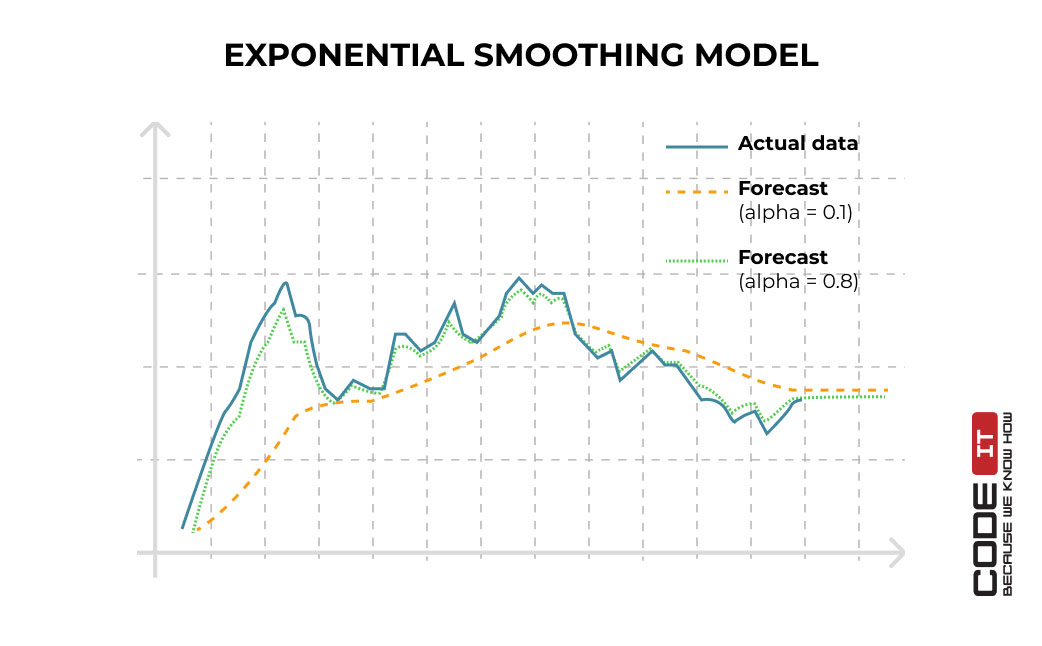 EXPONENTIAL SMOOTHING MODEL
Actual data
Forecast
(alpha = 0.1)
Forecast
(alpha = 0.8)
CODE IT
BECAUSE WE KNOW HOW